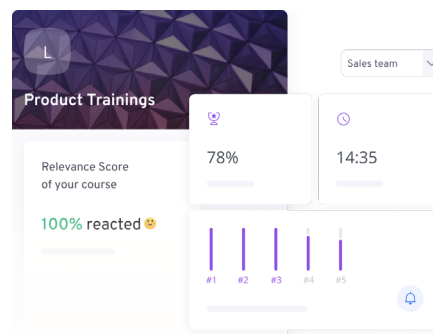 L
Sales team
Product Trainings
78%
14:35
Relevance Score
of your course
100% reacted
#1 #2 #3 #4 #5